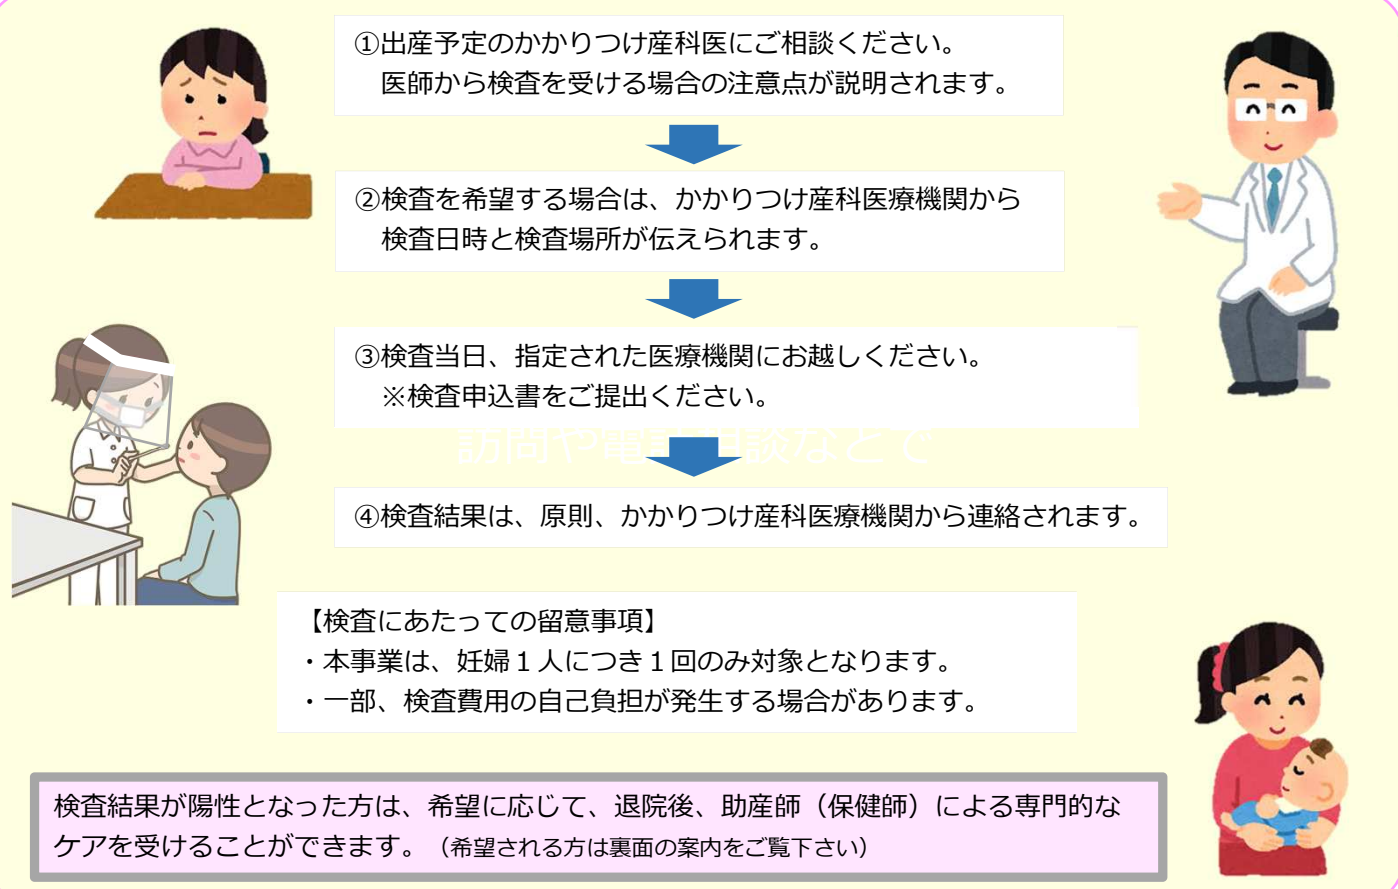 ①出産予定のかかりつけ産科医にご相談ください。
医師から検査を受ける場合の注意点が説明されます。
②検査を希望する場合は、かかりつけ産科医療機関から
検査日時と検査場所が伝えられます。
③検査当日、指定された医療機関にお越しください。
※検査申込書をご提出ください。
訪問や電話相談などで
④検査結果は、原則、かかりつけ産科医療機関から連絡されます。
【検査にあたっての留意事項】
・本事業は、妊婦１人につき１回のみ対象となります。
・一部、検査費用の自己負担が発生する場合があります。
検査結果が陽性となった方は、希望に応じて、退院後、助産師（保健師）による専門的な
ケアを受けることができます。（希望される方は裏面の案内をご覧下さい）